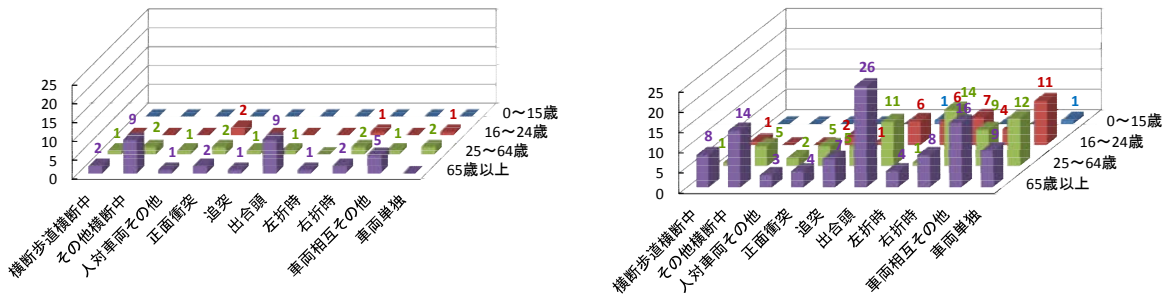 25
20
15
10
5
0
2
9
1
2
1
9
1
2
5
1
2
1
2
1
2
1
2
2
1
1
0～15歳
16～24歳
25～64歳
65歳以上
横断歩道横断中
その他横断中
人対車両その他
正面衝突
追突
出合頭
左折時
右折時
車両相互その他
車両単独
25
20
15
10
5
0
8
14
3
4
26
4
8
16
9
1
5
2
5
11
1
14
9
12
1
2
1
6
6
7
4
11
1
1
0～15歳
16～24歳
25～64歳
65歳以上
横断歩道横断中
その他横断中
人対車両その他
正面衝突
追突
出合頭
左折時
右折時
車両相互その他
車両単独